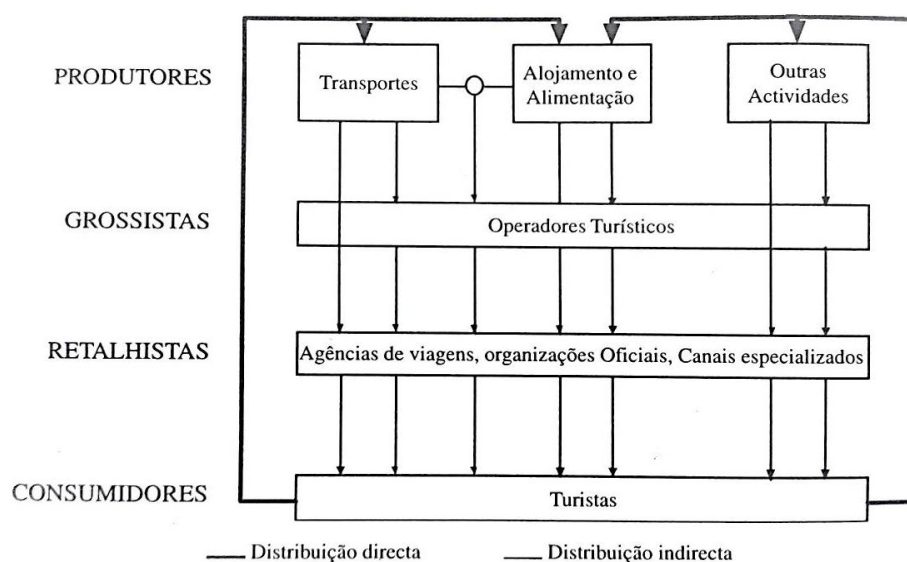 PRODUTORES
Transportes
Alojamento e
Alimentação
Outras
Actividades
GROSSISTAS
Operadores Turísticos
RETALHISTAS
Agências de viagens, organizações Oficiais, Canais especializados
CONSUMIDORES
Turistas
Distribuição directa
Distribuição indirecta